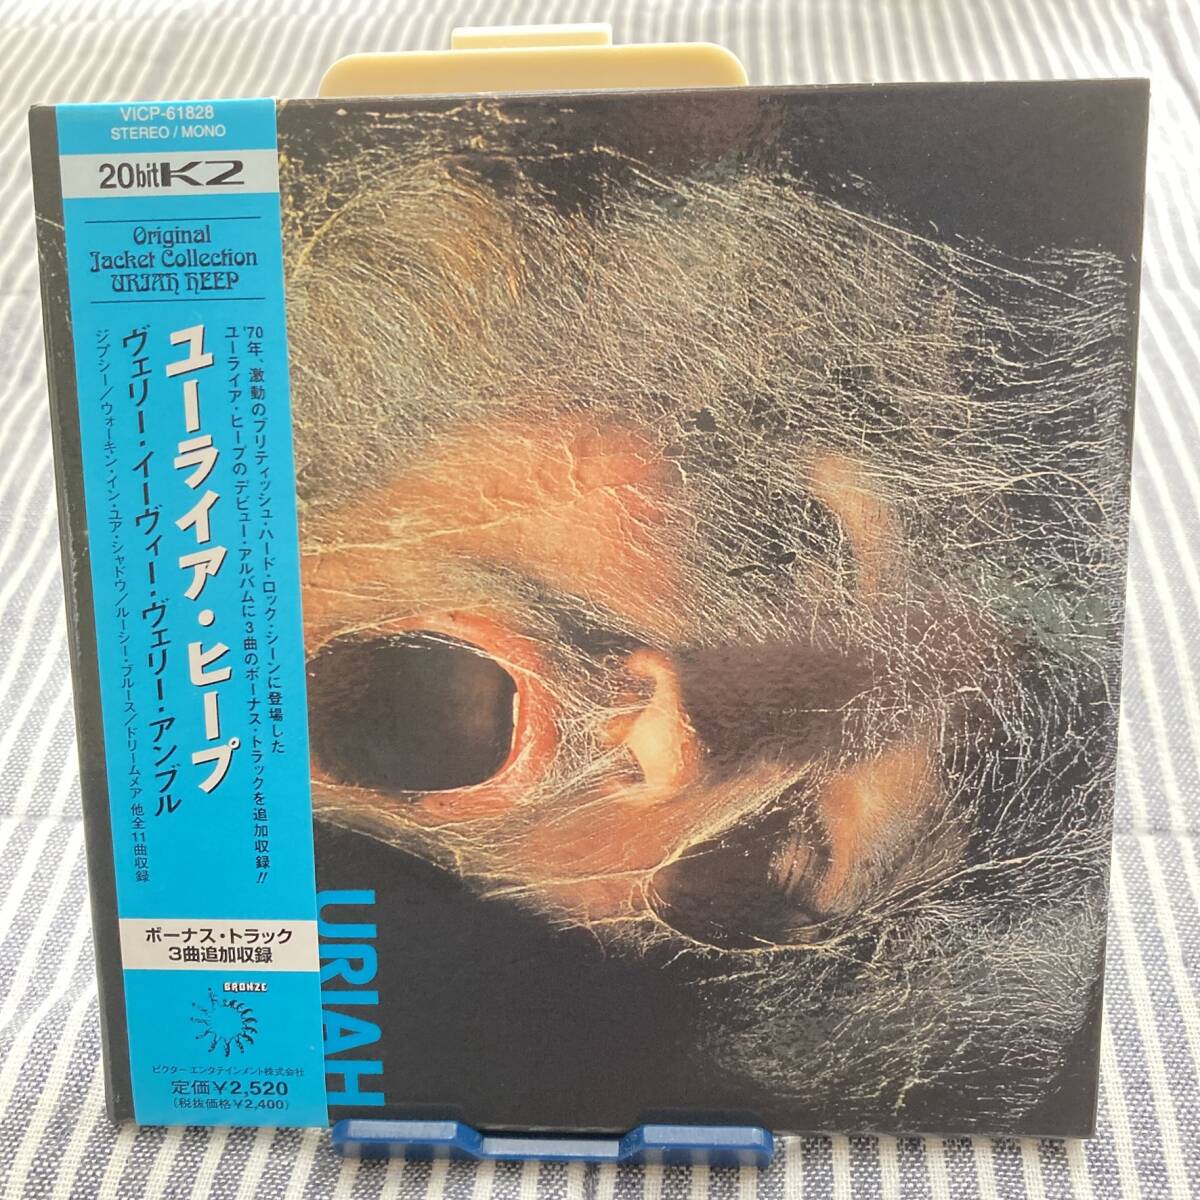 VICP-61828
STEREO/MONO
20bit K2
Original
Jacket Collection
URIAH HEEP
'70年、激動のブリティッシュ・ハード・ロック・シーンに登場した
ユーライア・ヒープのデビュー・アルバムに3曲のボーナス・トラックを追加収録!!
ユーライア・ヒープ
ヴェリー・イーヴィー・ヴェリー・アンブル
ジプシー/ウォーキン・イン・ユア・シャドウ/ルーシー・ブルース/ドリームメア 他全11曲収録
ボーナス・トラック
3曲追加収録
BRONZE
ビクター エンタテインメント株式会社
定価¥2,520
(税抜価格¥2,400)
URIAH